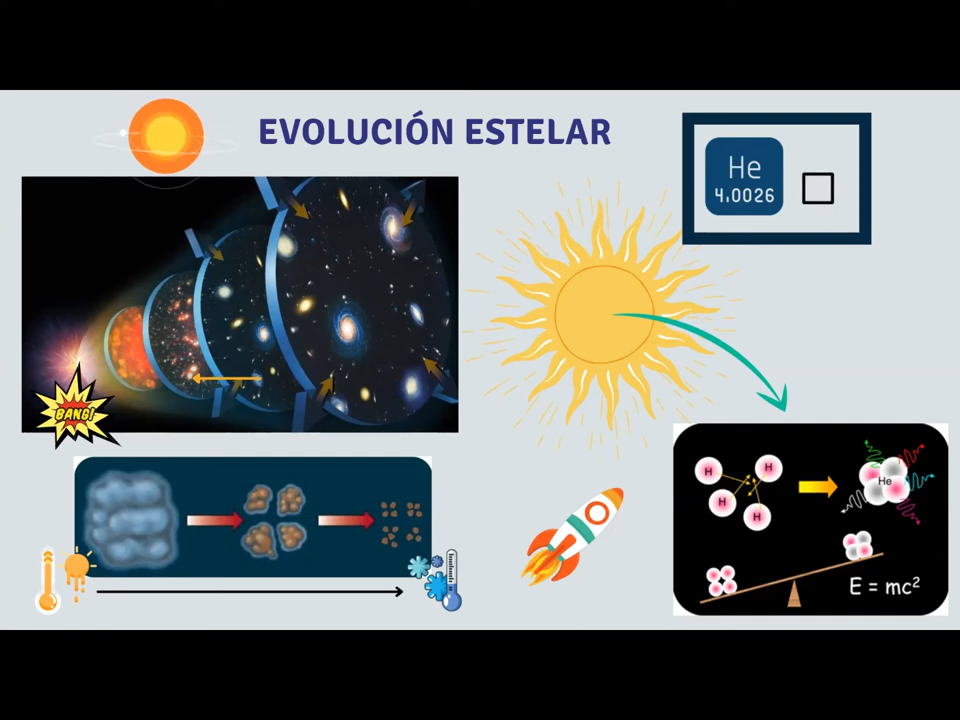 EVOLUCIÓN ESTELAR
He
4.0026
BANG!
H
H
H
H
He
E = mc²